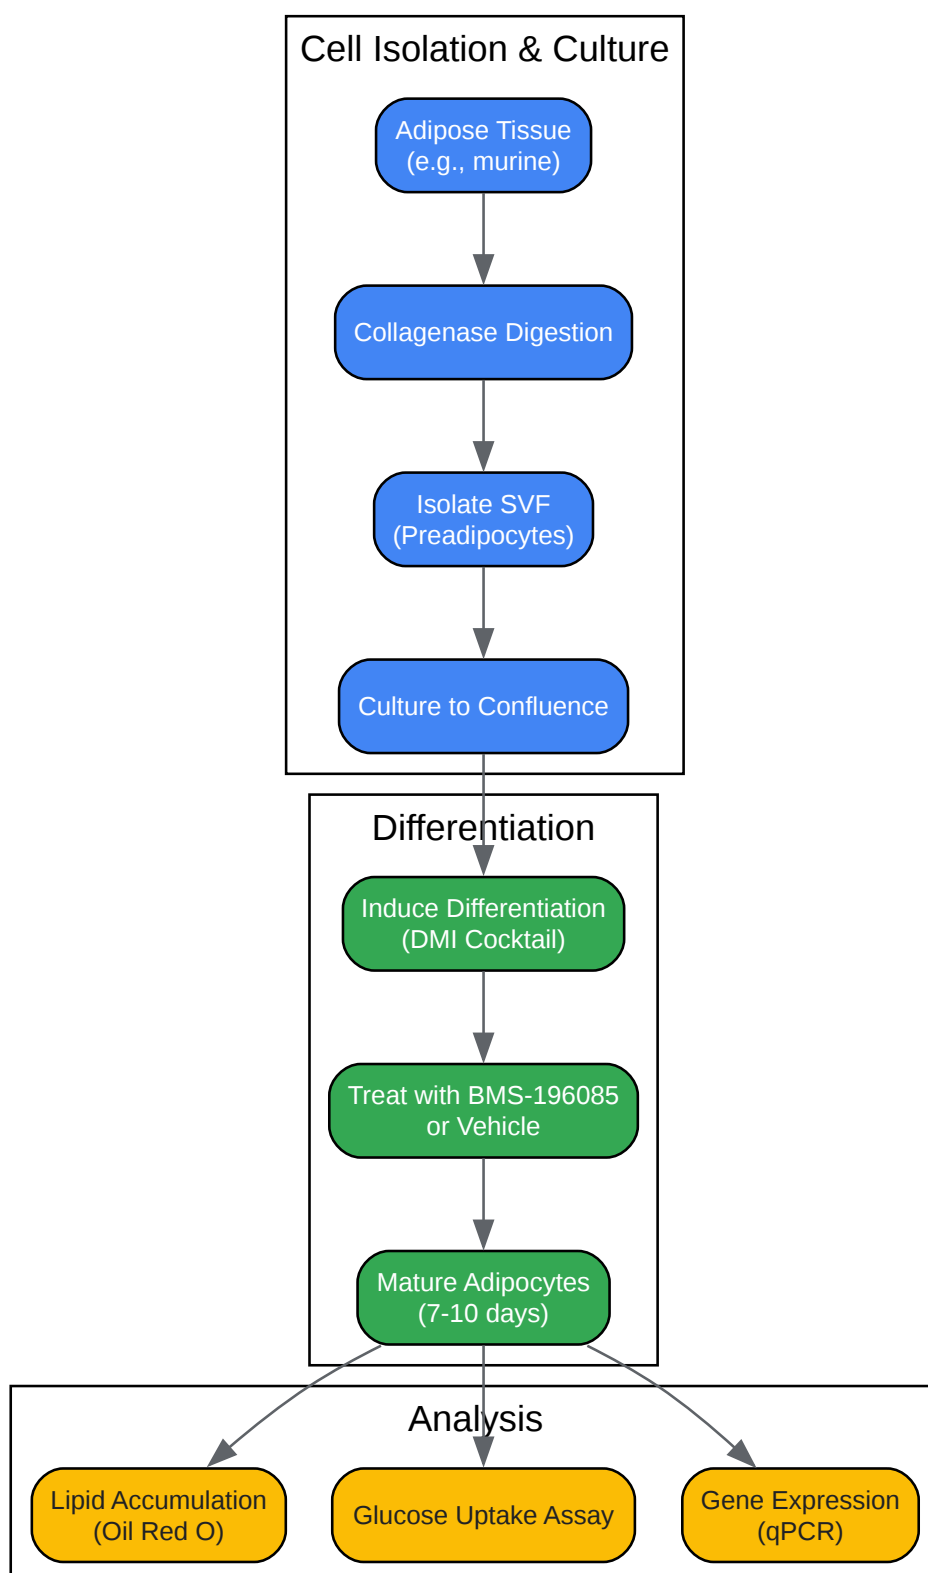 Cell Isolation & Culture
Adipose Tissue
(e.g., murine)
Collagenase Digestion
Isolate SVF
(Preadipocytes)
Culture to Confluence
Differentiation
Induce Differentiation
(DMI Cocktail)
Treat with BMS-196085
or Vehicle
Mature Adipocytes
(7-10 days)
Analysis
Lipid Accumulation
(Oil Red O)
Glucose Uptake Assay
Gene Expression
(qPCR)